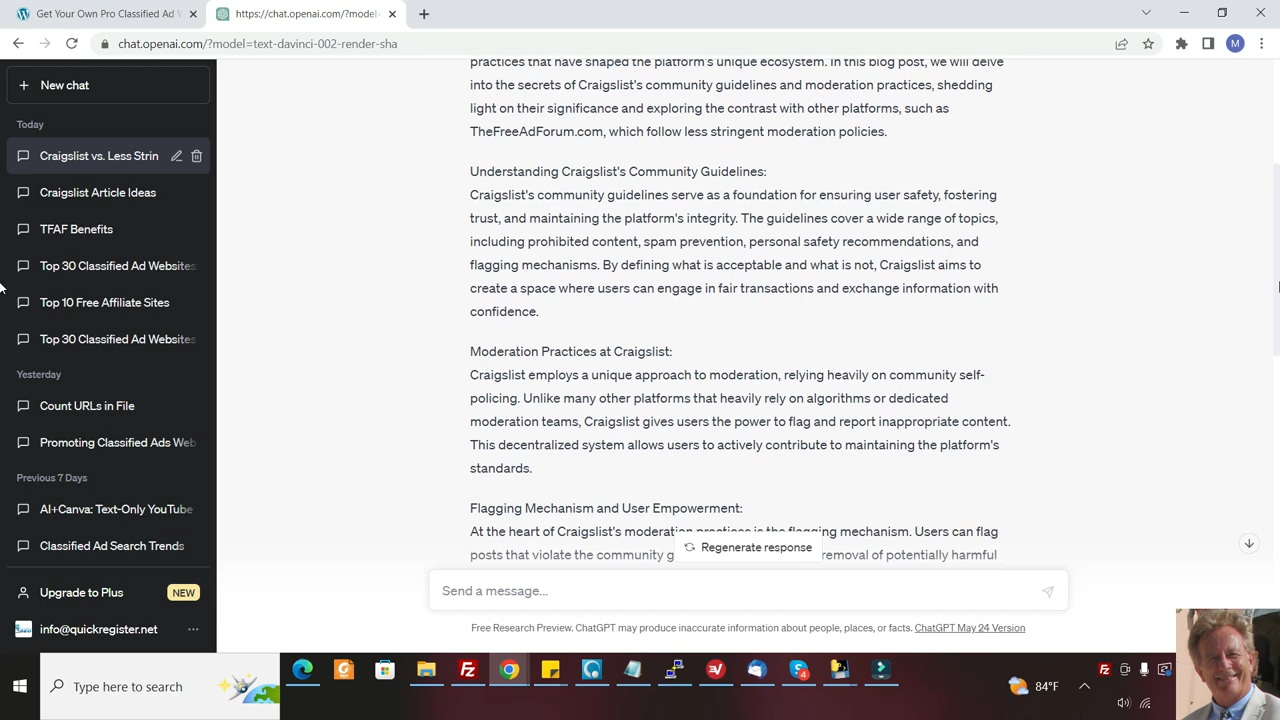 Get Your Own Pro Classified Ad W
https://chat.openai.com/?model=
chat.openai.com/?model=text-davinci-002-render-sha
M
New chat
Today
Craigslist vs. Less Strin
Craigslist Article Ideas
TFAF Benefits
Top 30 Classified Ad Websites:
Top 10 Free Affiliate Sites
Top 30 Classified Ad Websites
Yesterday
Count URLs in File
Promoting Classified Ads Web
Previous 7 Days
AI+Canva: Text-Only YouTube
Classified Ad Search Trends
Upgrade to Plus
NEW
info@quickregister.net
practices that have shaped the platform's unique ecosystem. In this blog post, we will delve
into the secrets of Craigslist's community guidelines and moderation practices, shedding
light on their significance and exploring the contrast with other platforms, such as
TheFreeAdForum.com, which follow less stringent moderation policies.
Understanding Craigslist's Community Guidelines:
Craigslist's community guidelines serve as a foundation for ensuring user safety, fostering
trust, and maintaining the platform's integrity. The guidelines cover a wide range of topics,
including prohibited content, spam prevention, personal safety recommendations, and
flagging mechanisms. By defining what is acceptable and what is not, Craigslist aims to
create a space where users can engage in fair transactions and exchange information with
confidence.
Moderation Practices at Craigslist:
Craigslist employs a unique approach to moderation, relying heavily on community self-
policing. Unlike many other platforms that heavily rely on algorithms or dedicated
moderation teams, Craigslist gives users the power to flag and report inappropriate content.
This decentralized system allows users to actively contribute to maintaining the platform's
standards.
Flagging Mechanism and User Empowerment:
At the heart of Craigslist's moderation practices is the flagging mechanism. Users can flag
posts that violate the community g
removal of potentially harmful
Regenerate response
Send a message...
Free Research Preview. ChatGPT may produce inaccurate information about people, places, or facts. ChatGPT May 24 Version
Type here to search
4
84°F